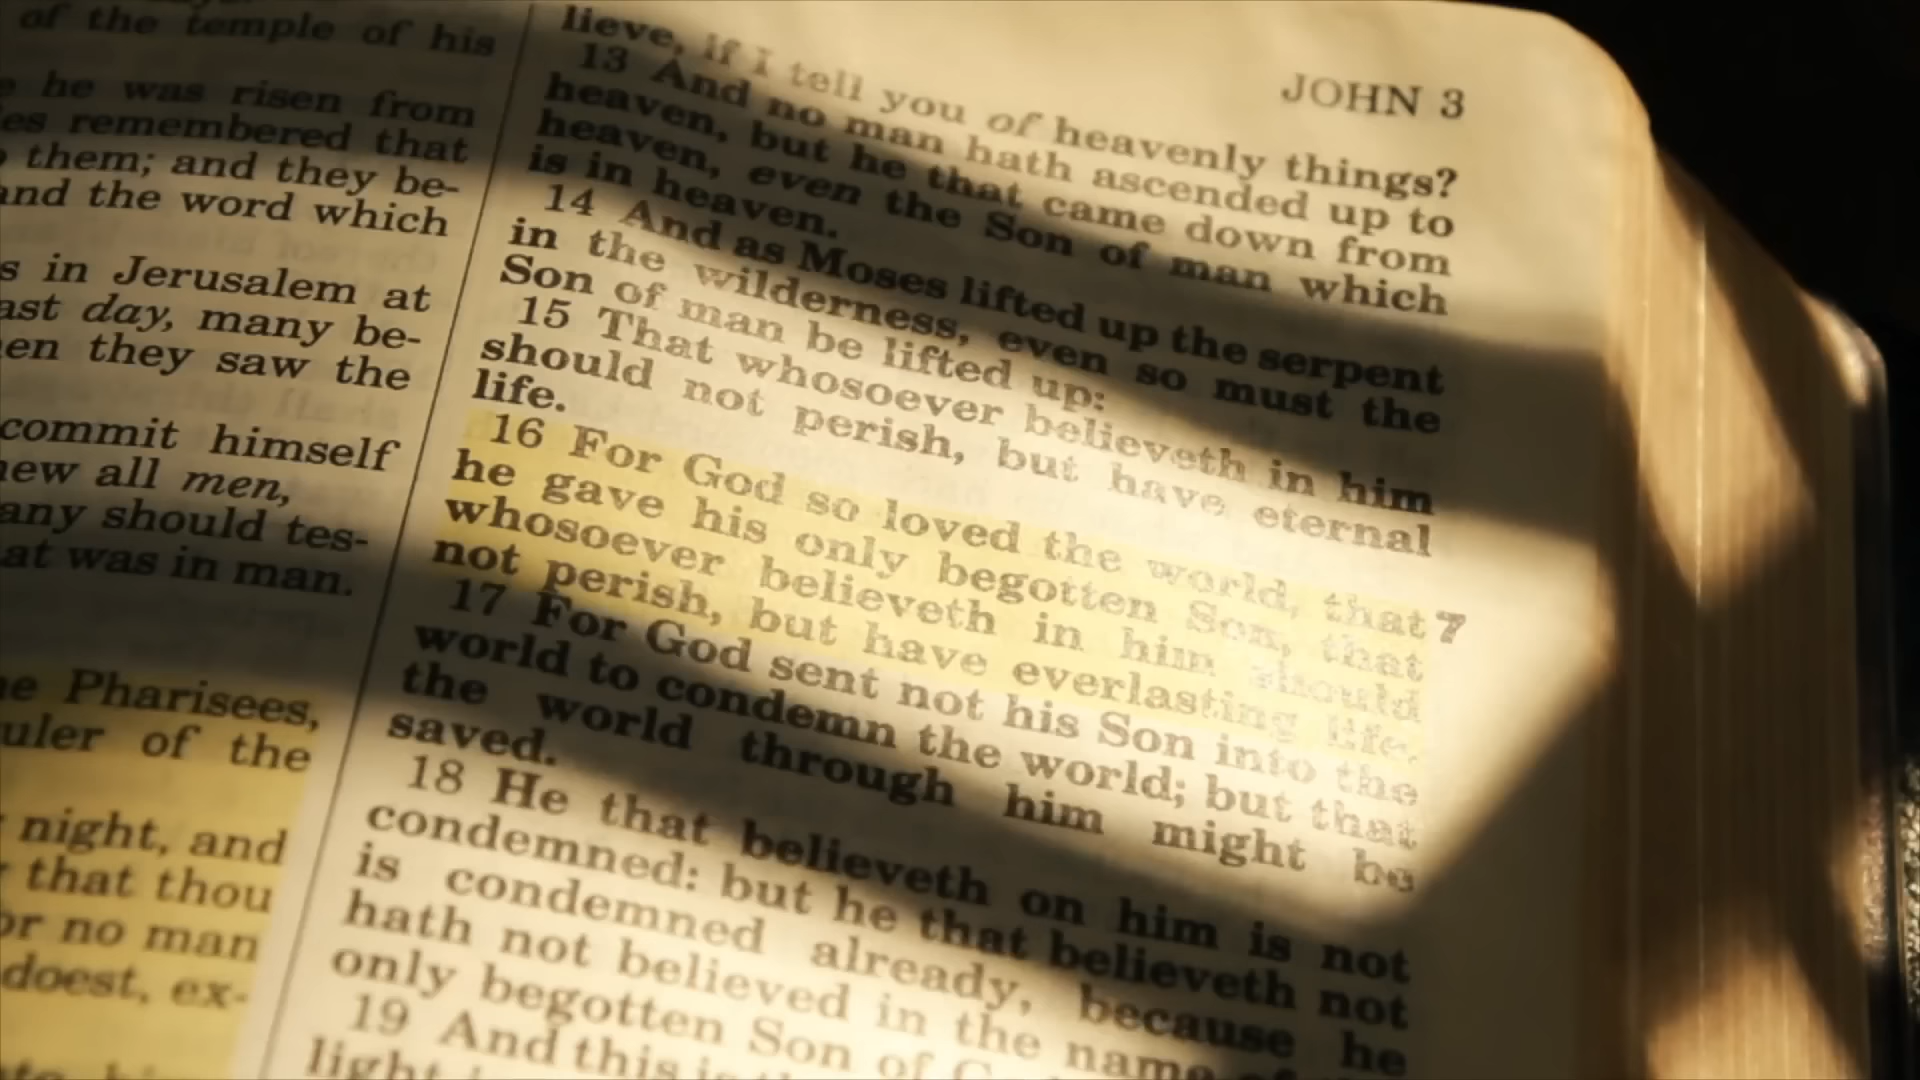 of the temple of his
he was risen from
remembered that
them; and they be-
and the word which
in Jerusalem at
day, many be-
they saw the
commit himself
all men,
any should tes-
at was in man.
Pharisees,
of the
night, and
that thou
no man
doest, ex-
JOHN 3
lieve, if I tell you of heavenly things?
13 And no man hath ascended up to
heaven, but he that came down from
heaven, even the Son of man which
is in heaven.
14 And as Moses lifted up the serpent
in the wilderness, even so must the
Son of man be lifted up:
15 That whosoever believeth in him
should not perish, but have eternal
life.
16 For God so loved the world, that 7
he gave his only begotten Son, that
whosoever believeth in him should
not perish, but have everlasting life.
17 For God sent not his Son into the
world to condemn the world; but that
the world through him might be
saved.
18 He that believeth on him is not
condemned: but he that believeth not
is condemned already, because he
hath not believed in the name of
only begotten Son of
19 And this is
light